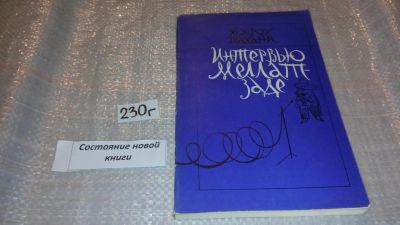 ИНТЕРВЬЮ
МЕЛЛАТ
ЗАДЕ
230г
Состояние новой
книги